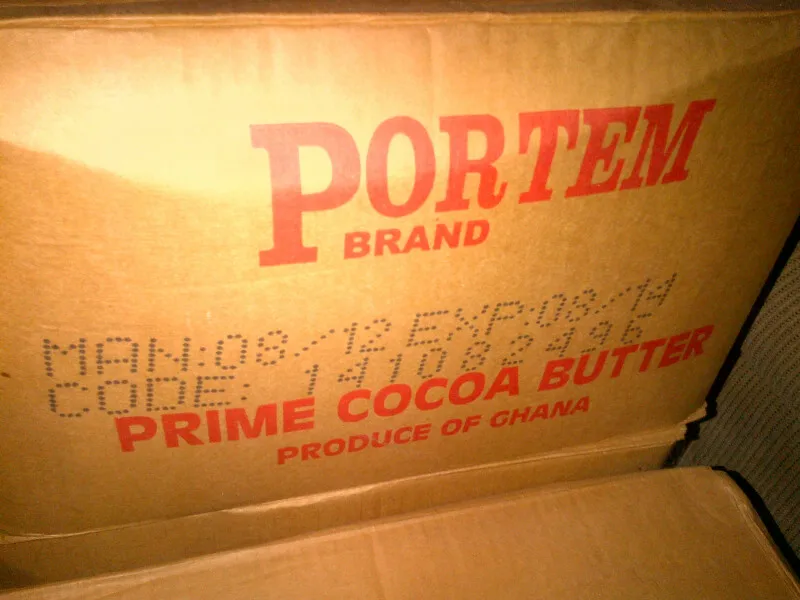 PORTEM
BRAND
MAN:08/12 EXP:08/14
CODE: 141082496
PRIME COCOA BUTTER
PRODUCE OF GHANA